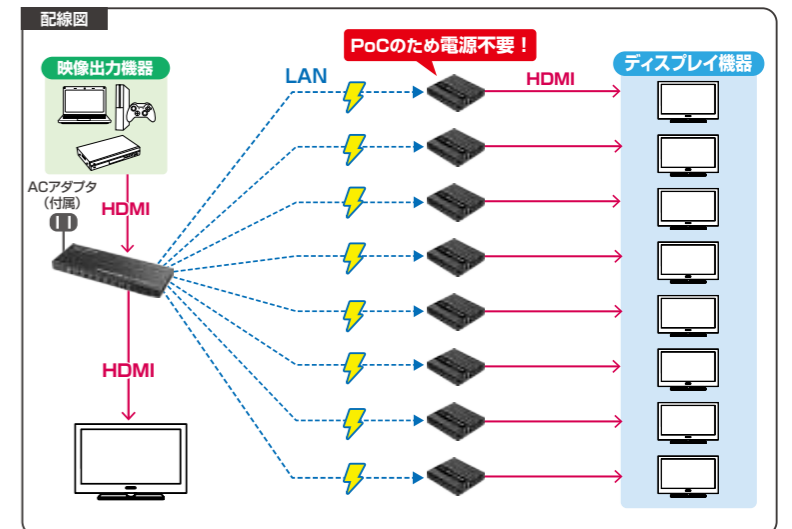 配線図
PoCのため電源不要！
映像出力機器
LAN
HDMI
ディスプレイ機器
ACアダプタ
（付属）
HDMI
HDMI